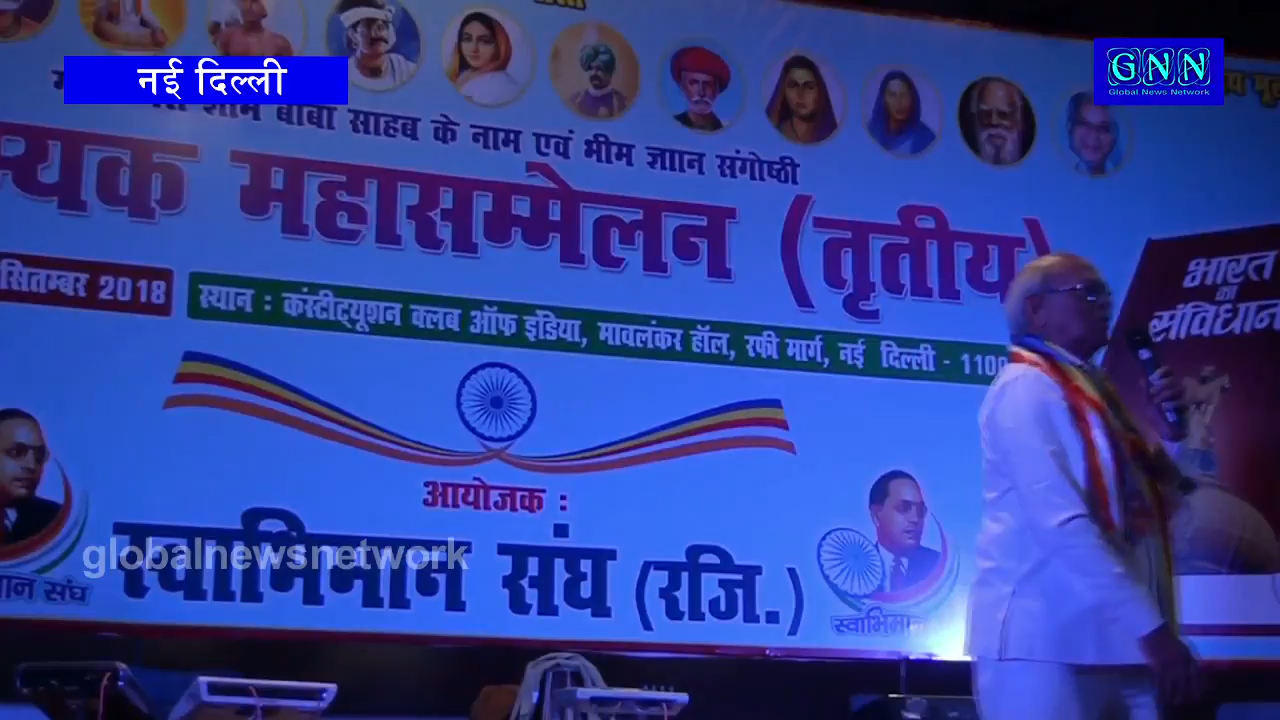 नई दिल्ली
GNN
Global News Network
शाम बाबा साहब के नाम एवं भीम ज्ञाान संगोष्ठी
म्यक महासम्मेलन (तृतीय)
सितम्बर 2018
स्थान : कंस्टीट्यूशन क्लब ऑफ इंडिया, मावलंकर हॉल, रफी मार्ग, नई दिल्ली - 1100
भारत
का
संविधान
आयोजक :
स्वाभिमान संघ (रजि.)
globalnewsnetwork
मान संघ
स्वाभिमान